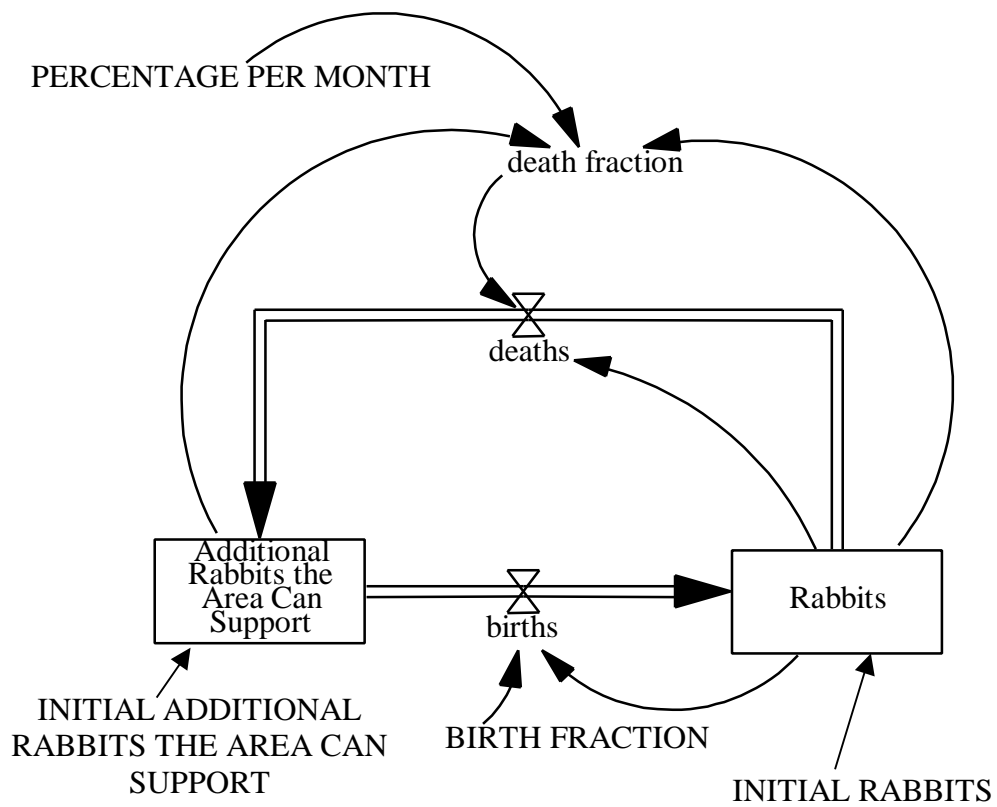 PERCENTAGE PER MONTH
death fraction
deaths
Additional
Rabbits the
Area Can
Support
births
Rabbits
INITIAL ADDITIONAL
RABBITS THE AREA CAN
SUPPORT
BIRTH FRACTION
INITIAL RABBITS